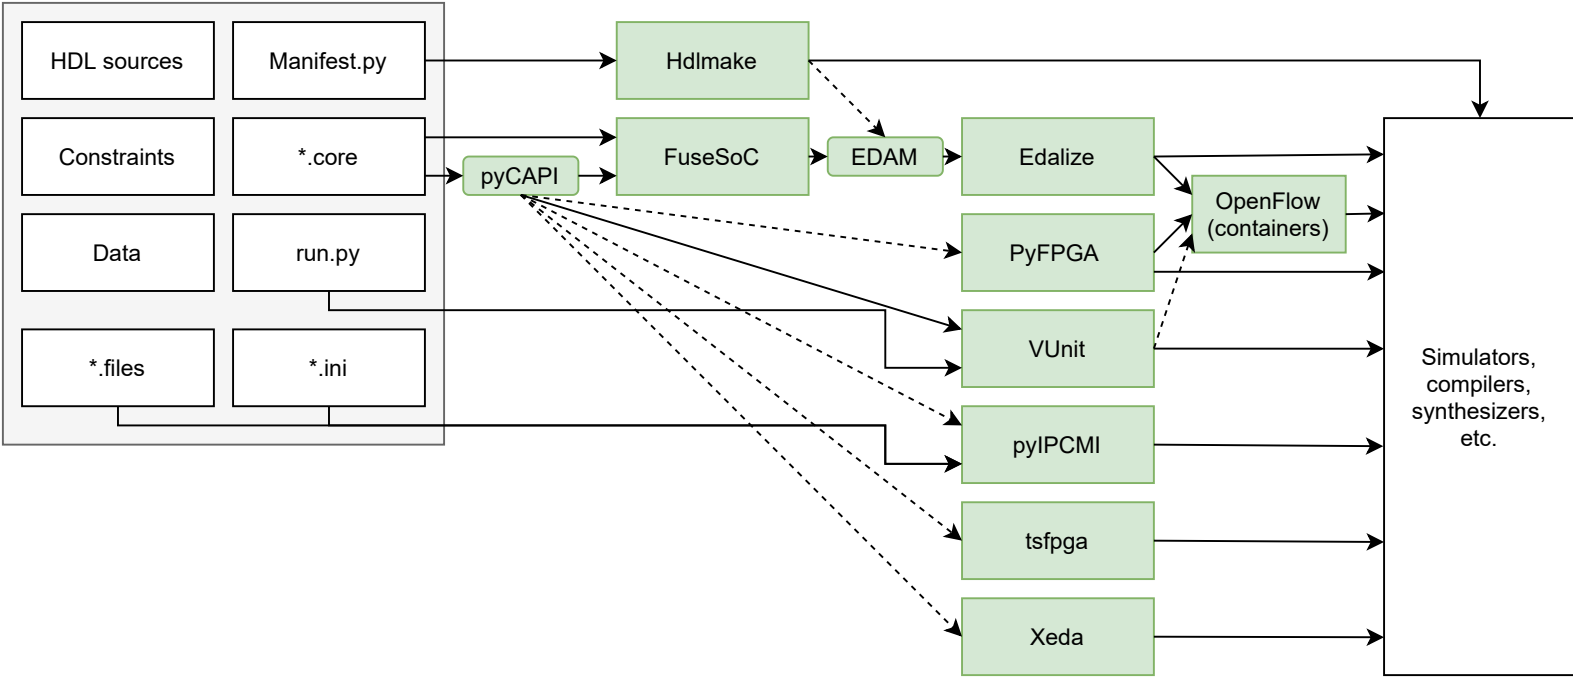 HDL sources
Manifest.py
Hdlmake
Constraints
*.core
pyCAPI
FuseSoC
EDAM
Edalize
OpenFlow
(containers)
Data
run.py
PyFPGA
VUnit
*.files
*.ini
pyIPCMI
tsfpga
Xeda
Simulators,
compilers,
synthesizers,
etc.